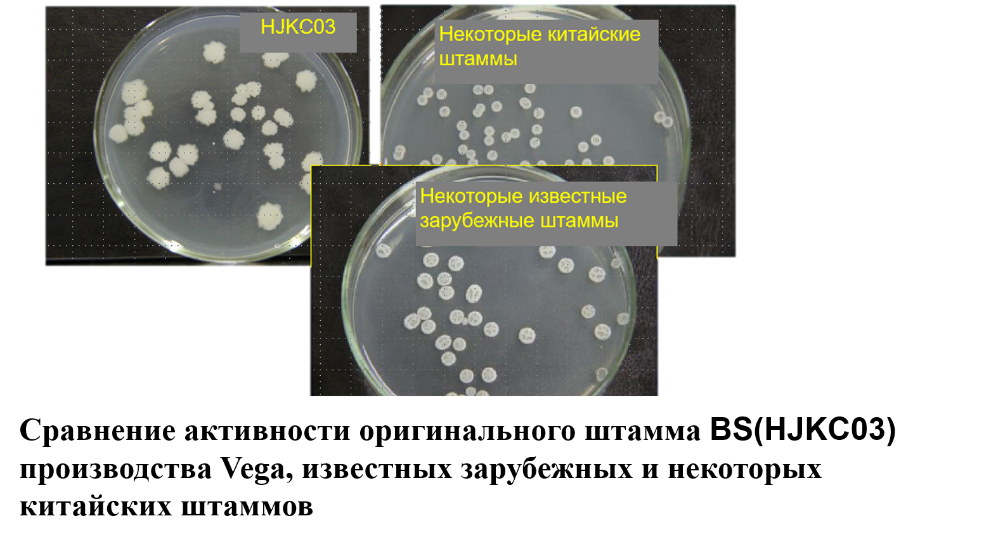 HJKC03
Некоторые китайские
штаммы
Некоторые известные
зарубежные штаммы
Сравнение активности оригинального штамма BS(HJKC03)
производства Vega, известных зарубежных и некоторых
китайских штаммов